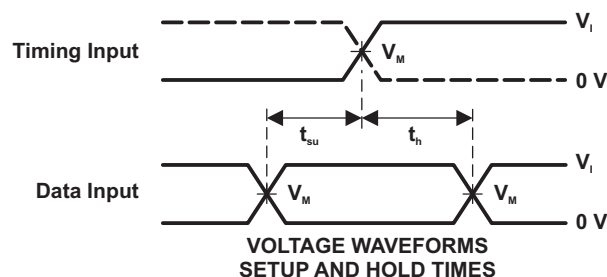 V_I
Timing Input
V_M
0 V
t_su
t_h
V_I
Data Input
V_M
V_M
0 V
VOLTAGE WAVEFORMS
SETUP AND HOLD TIMES